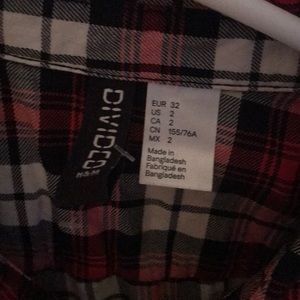 DIVIDED
H&M
EUR 32
US 2
CA 2
CN 155/76A
MX 2
Made in
Bangladesh
Fabriqué en
Bangladesh